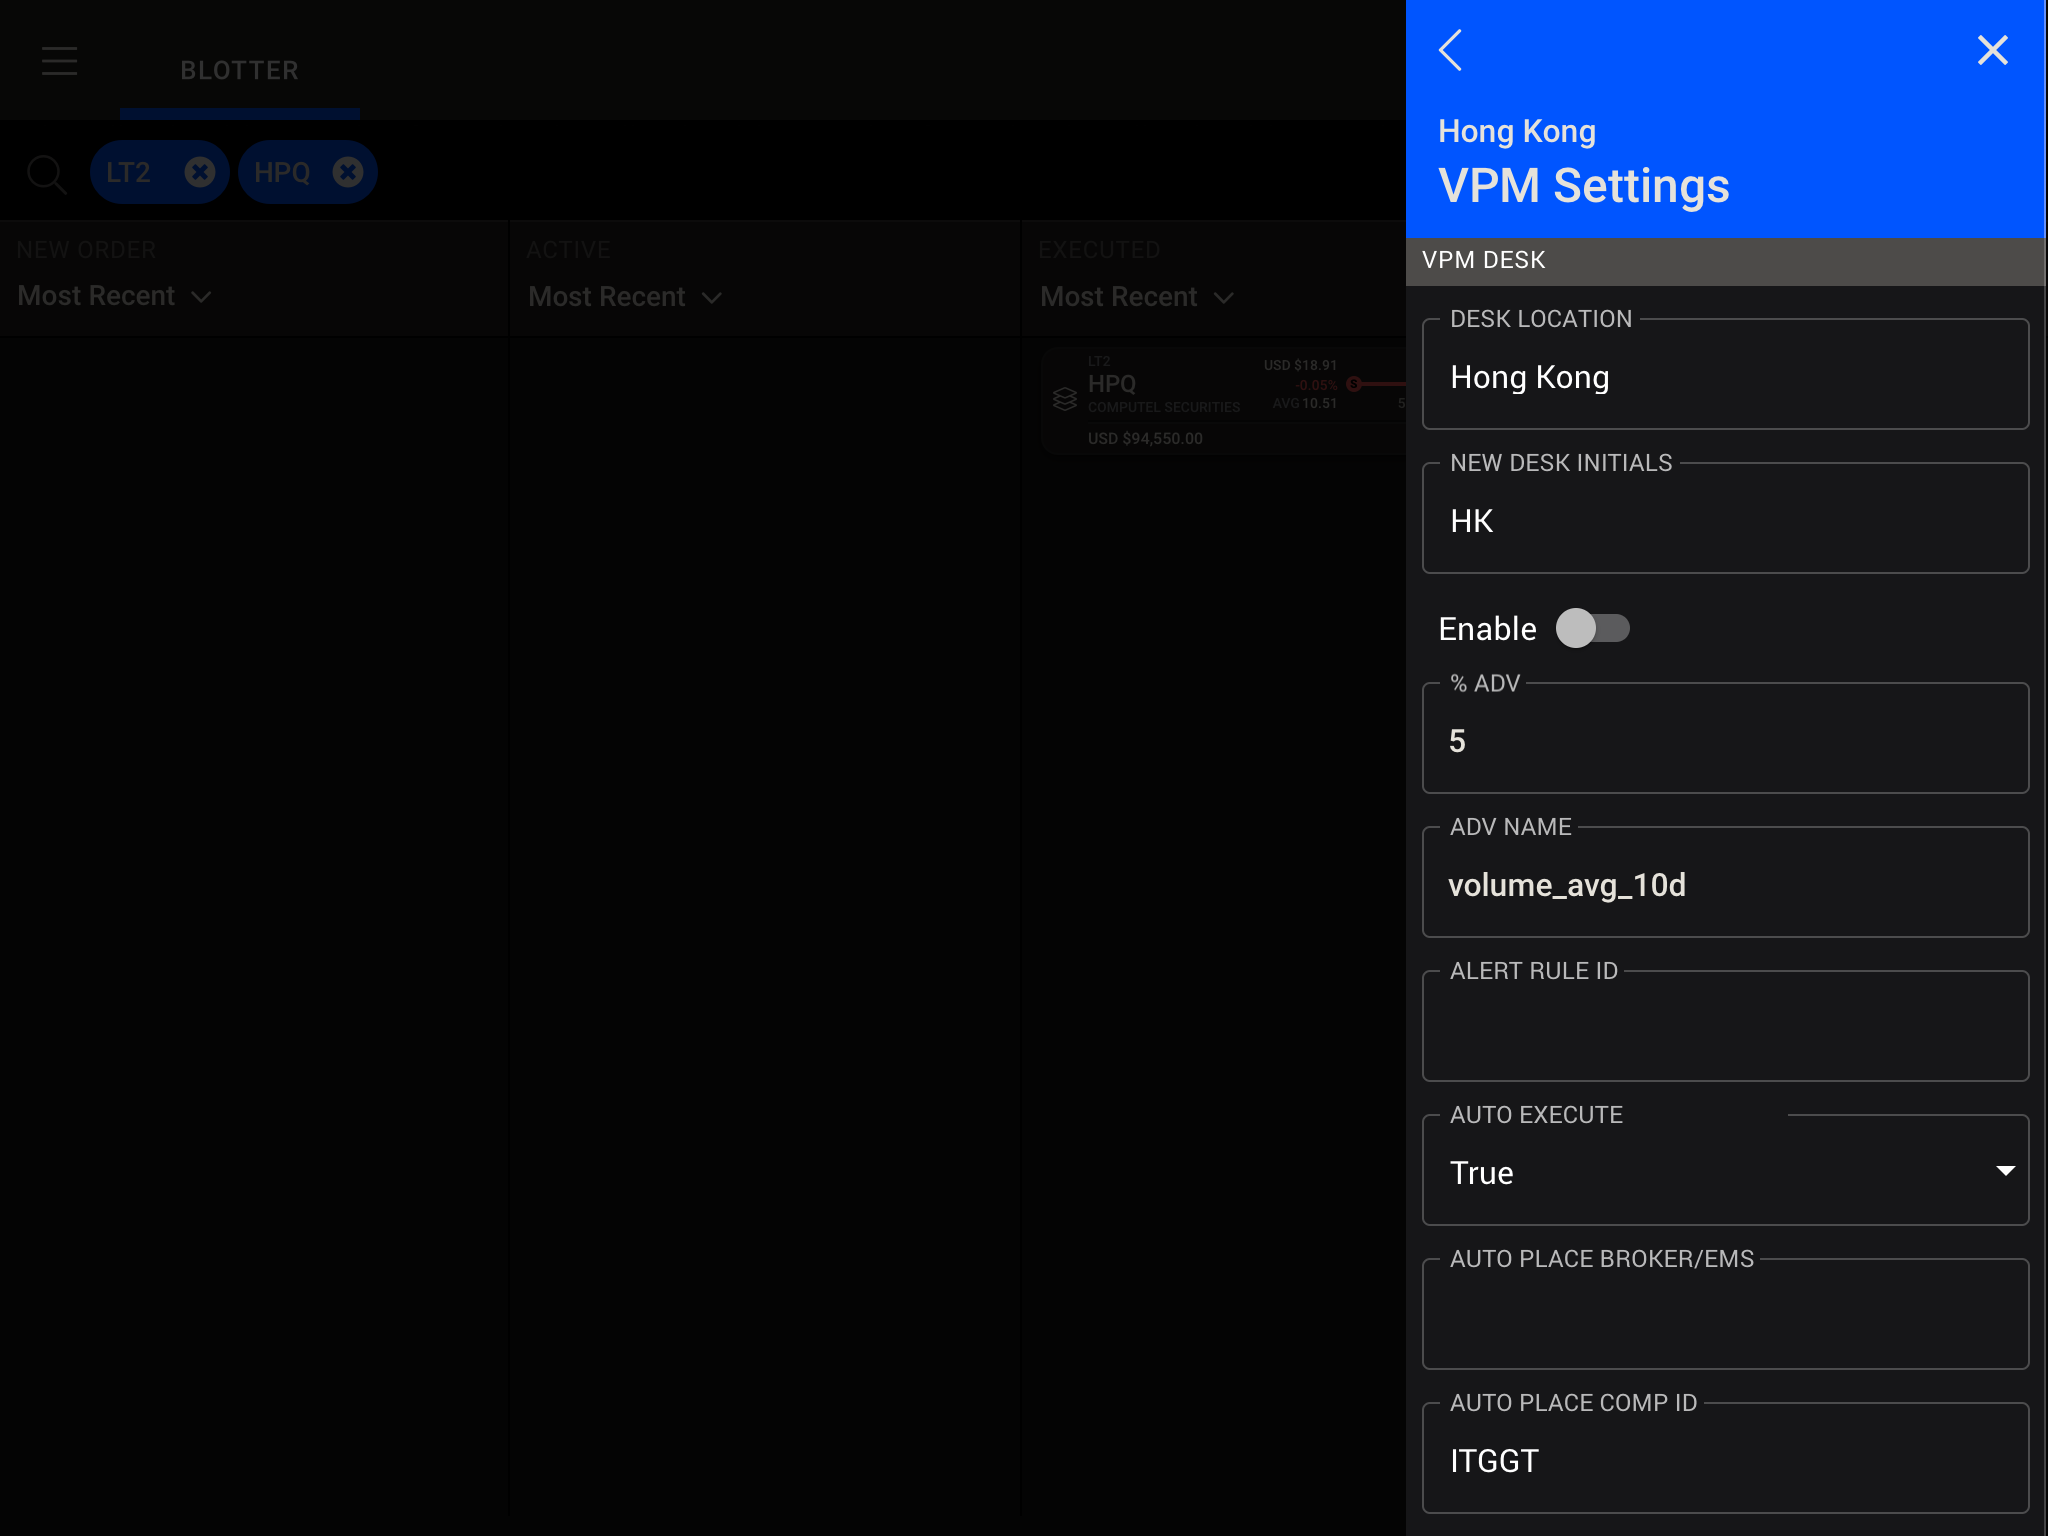 BLOTTER
LT2
HPQ
NEW ORDER
Most Recent
ACTIVE
Most Recent
EXECUTED
Most Recent
LT2
HPQ
COMPUTEL SECURITIES
USD $18.91
-0.05%
S
AVG 10.51
5
USD $94,550.00
Hong Kong
VPM Settings
VPM DESK
DESK LOCATION
Hong Kong
NEW DESK INITIALS
HK
Enable
% ADV
5
ADV NAME
volume_avg_10d
ALERT RULE ID
AUTO EXECUTE
True
AUTO PLACE BROKER/EMS
AUTO PLACE COMP ID
ITGGT